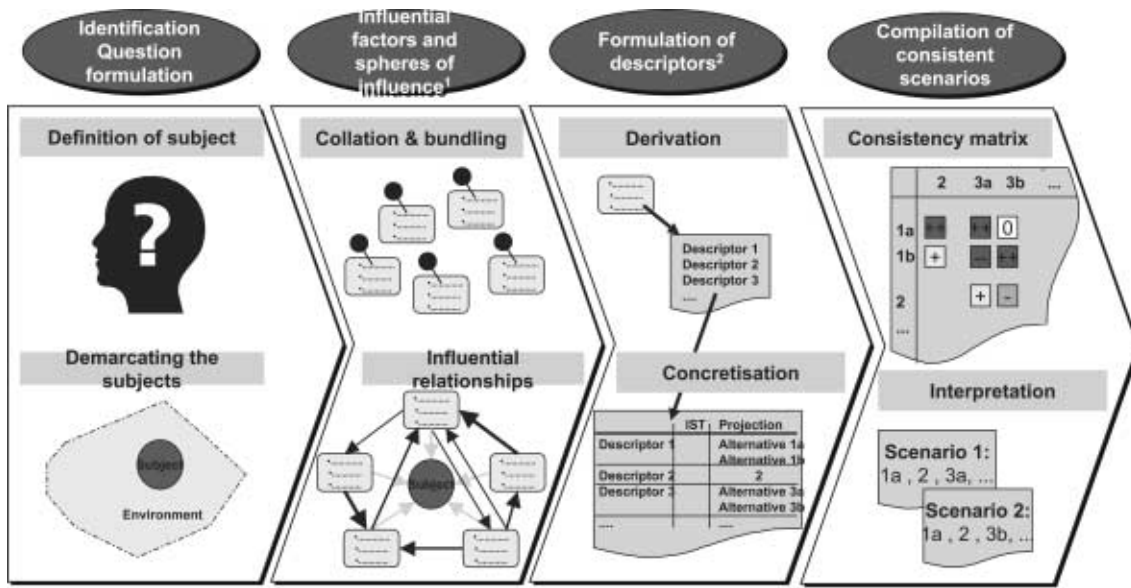 Identification
Question
formulation
Influential
factors and
spheres of
influence¹
Formulation of
descriptors²
Compilation of
consistent
scenarios
Definition of subject
?
Demarcating the
subjects
Subject
Environment
Collation & bundling
Influential
relationships
Subject
Derivation
Descriptor 1
Descriptor 2
Descriptor 3
....
Concretisation
IST Projection
Descriptor 1 Alternative 1a
Alternative 1b
Descriptor 2 2
Descriptor 3 Alternative 3a
Alternative 3b
.... ....
Consistency matrix
2 3a 3b ...
1a ++ ++ 0
1b + -- ++
2 + -
...
Interpretation
Scenario 1:
1a , 2 , 3a, ...
Scenario 2:
1a , 2 , 3b, ...